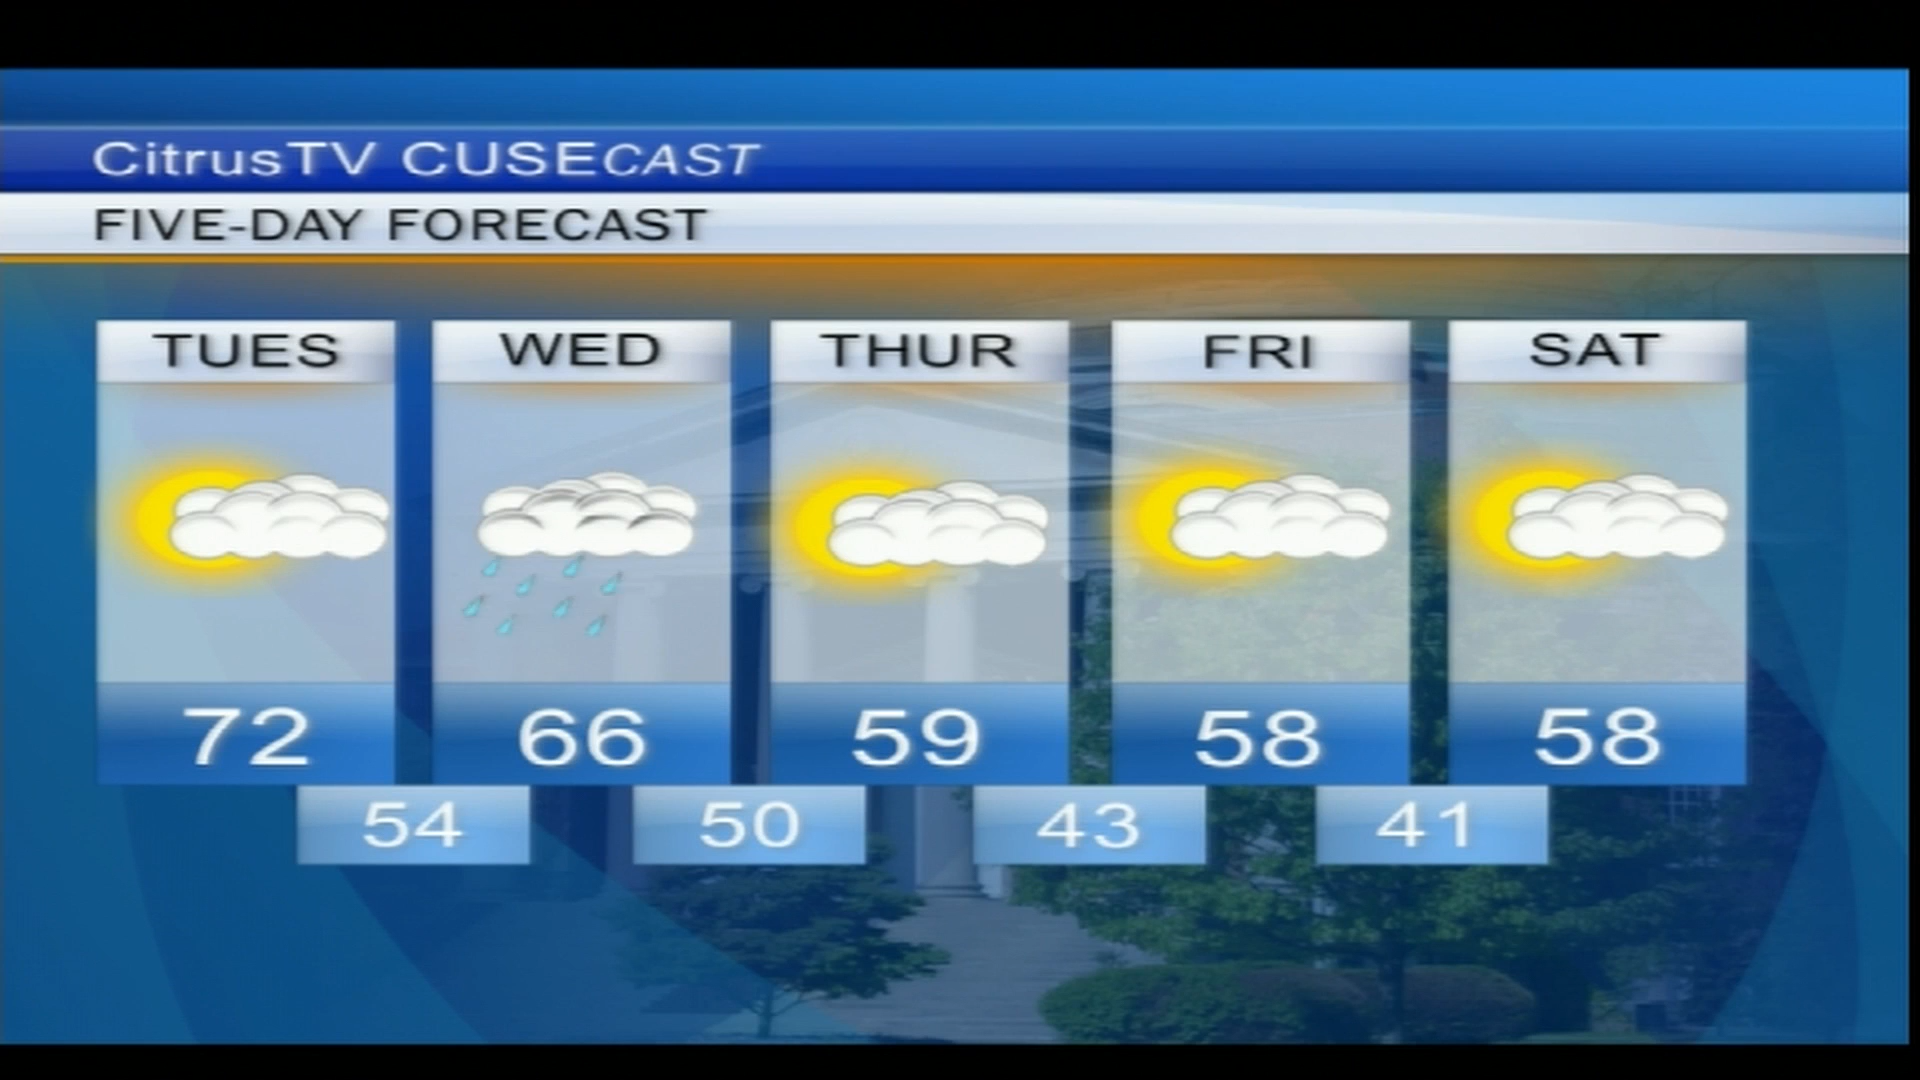 CitrusTV CUSECAST
FIVE-DAY FORECAST
TUES WED THUR FRI SAT
72 66 59 58 58
54 50 43 41